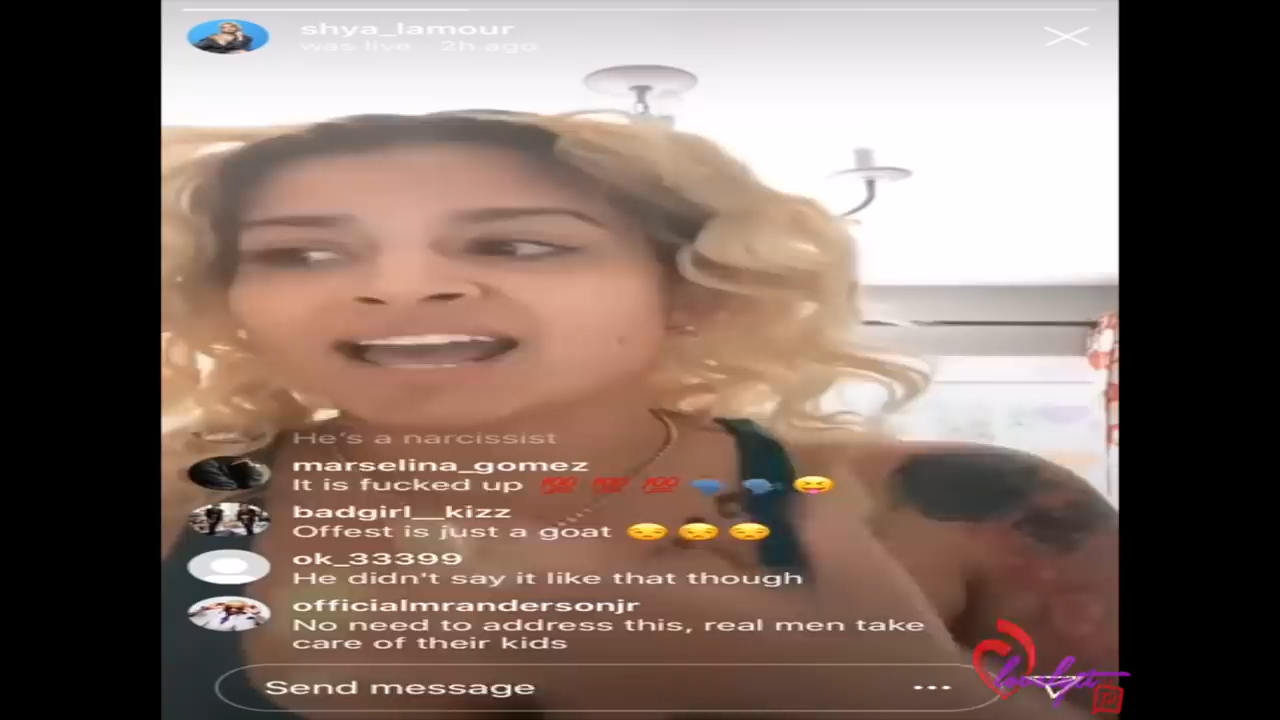 shya_lamour
was live · 2h ago
He's a narcissist
marselina_gomez
It is fucked up 💯 💯 💯 🗣 🗣 😝
badgirl__kizz
Offest is just a goat 😒 😒 😒
ok_33399
He didn't say it like that though
officialmrandersonjr
No need to address this, real men take
care of their kids
Send message